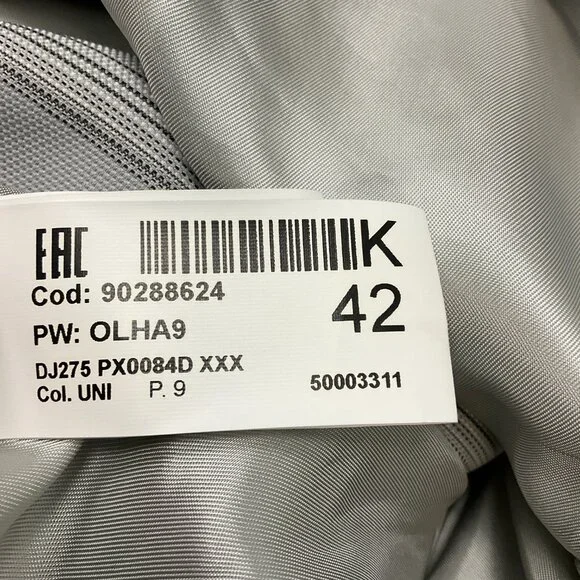 EAC K
Cod: 90288624 42
PW: OLHA9
DJ275 PX0084D XXX
Col. UNI P. 9 50003311